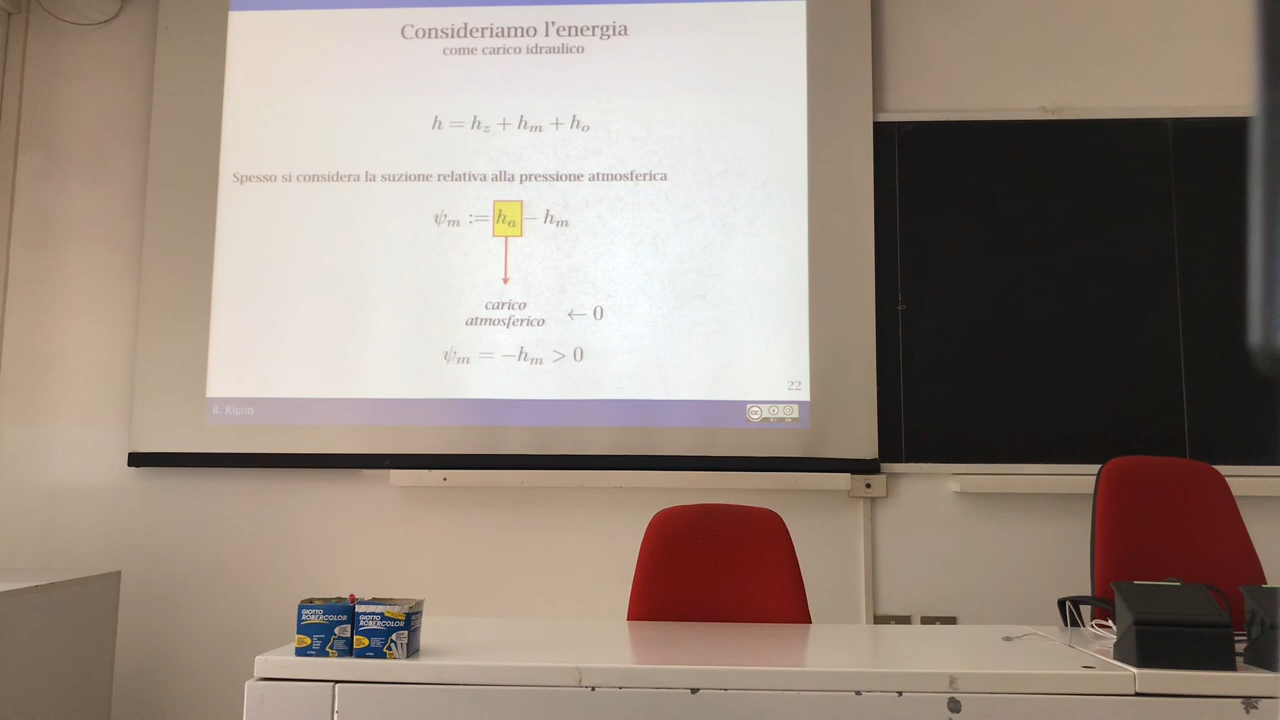 Consideriamo l'energia
come carico idraulico
h = h_z + h_m + h_o
Spesso si considera la suzione relativa alla pressione atmosferica
ψ_m := h_a − h_m
carico
atmosferico ← 0
ψ_m = −h_m > 0
22
R. Rigon
cc
GIOTTO
ROBERCOLOR
GIOTTO
ROBERCOLOR